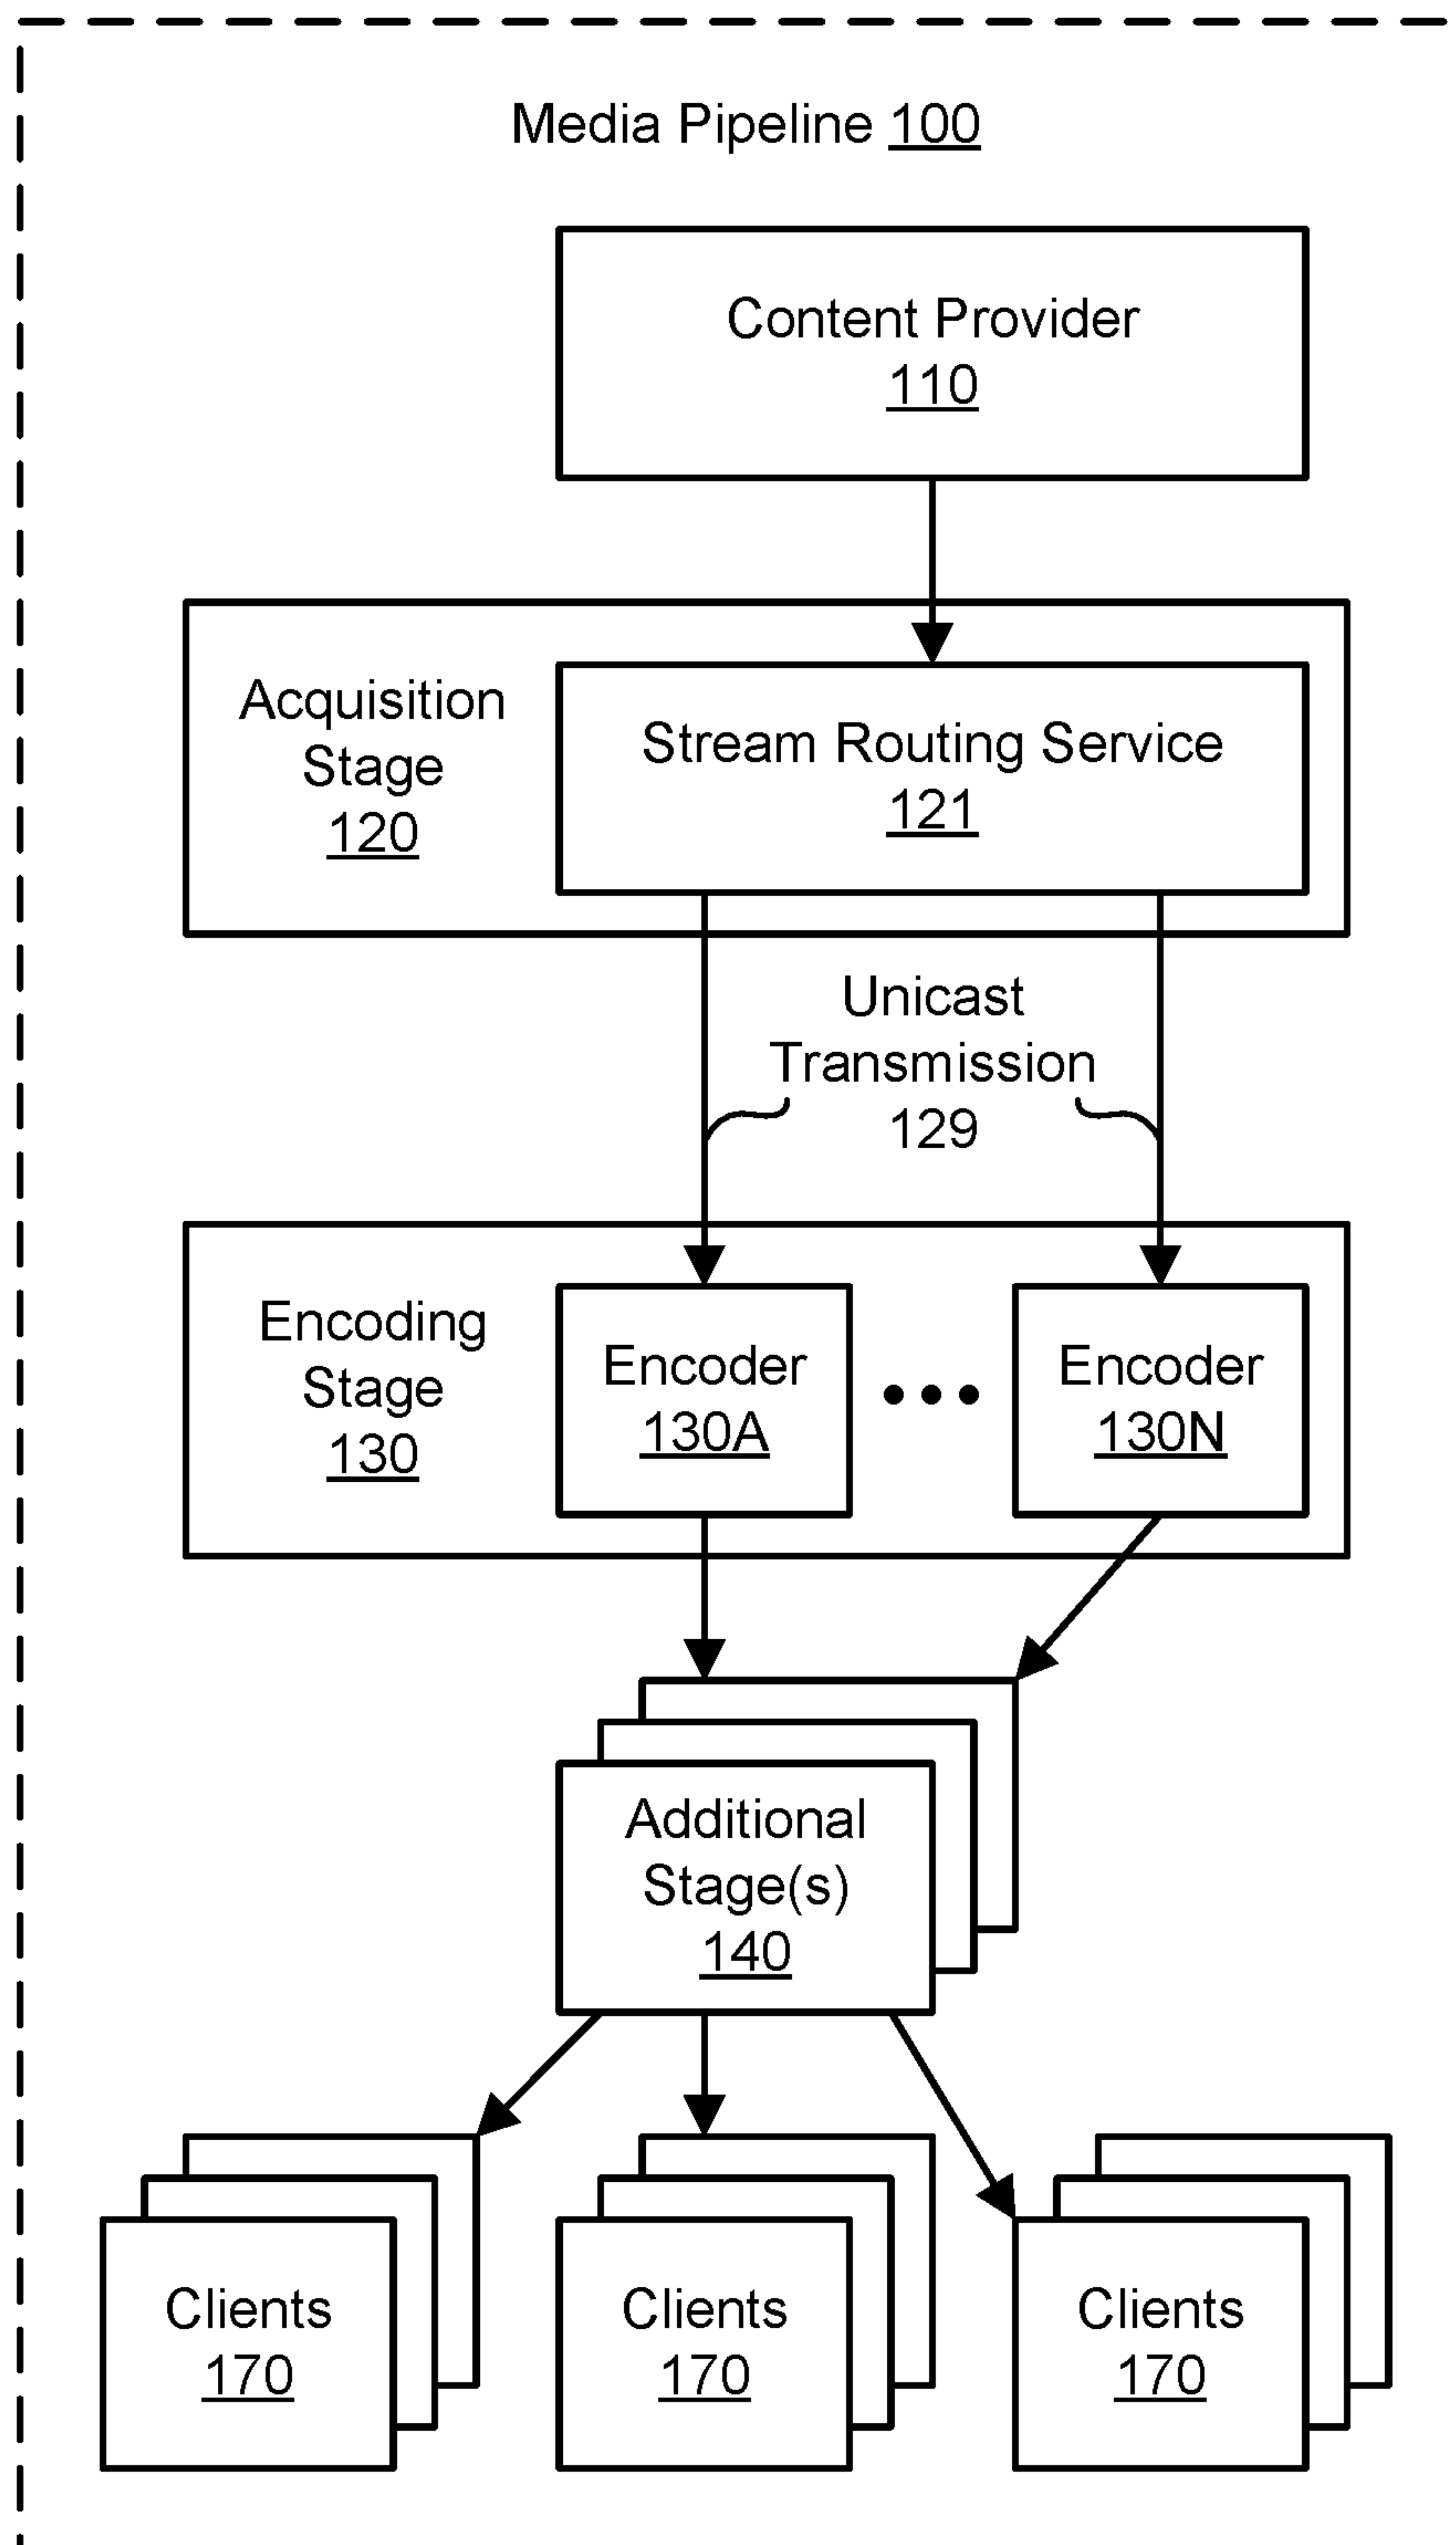 Media Pipeline 100
Content Provider
110
Acquisition
Stage
120
Stream Routing Service
121
Unicast
Transmission
129
Encoding
Stage
130
Encoder
130A
Encoder
130N
Additional
Stage(s)
140
Clients
170
Clients
170
Clients
170